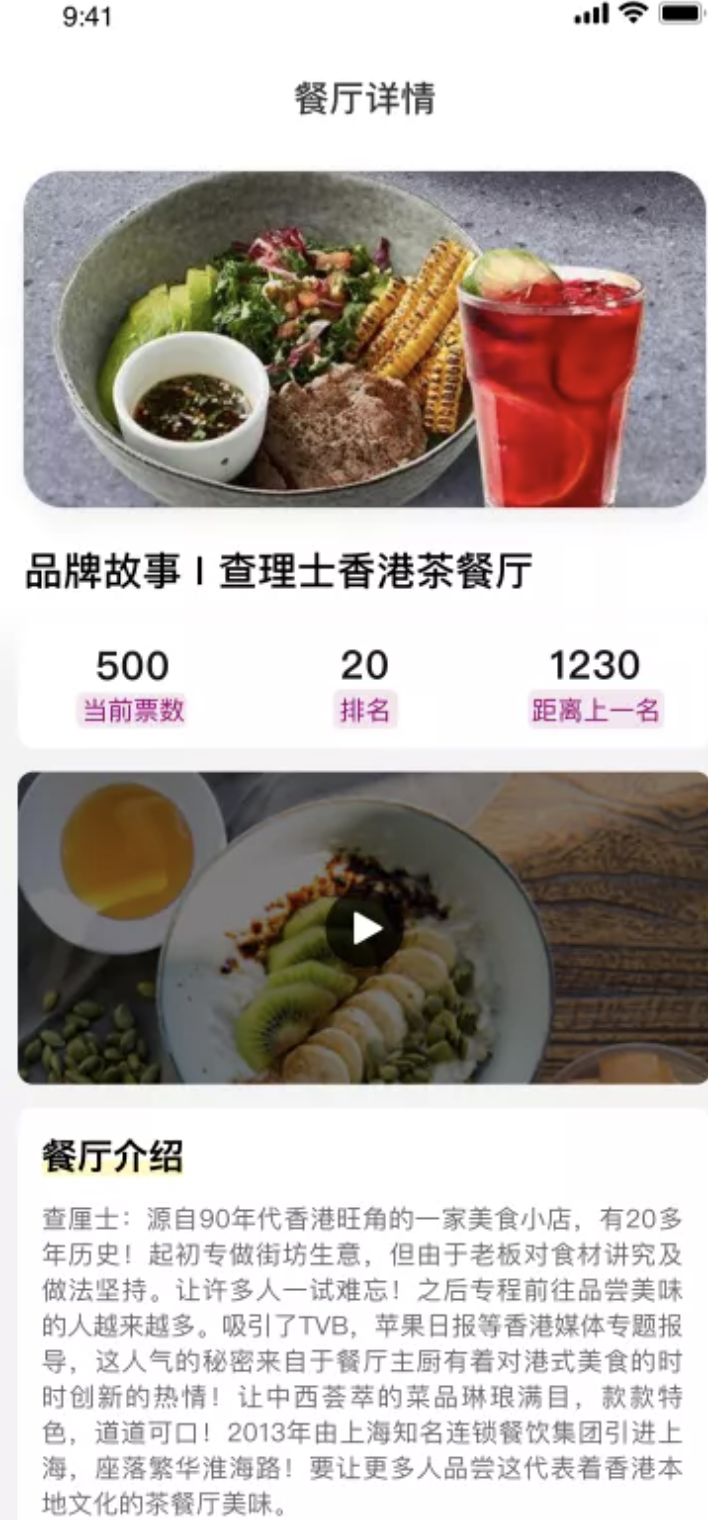 9:41
餐厅详情
品牌故事 I 查理士香港茶餐厅
500 20 1230
当前票数 排名 距离上一名
餐厅介绍
查厘士：源自90年代香港旺角的一家美食小店，有20多
年历史！起初专做街坊生意，但由于老板对食材讲究及
做法坚持。让许多人一试难忘！之后专程前往品尝美味
的人越来越多。吸引了TVB，苹果日报等香港媒体专题报
导，这人气的秘密来自于餐厅主厨有着对港式美食的时
时创新的热情！让中西荟萃的菜品琳琅满目，款款特
色，道道可口！2013年由上海知名连锁餐饮集团引进上
海，座落繁华淮海路！要让更多人品尝这代表着香港本
地文化的茶餐厅美味。